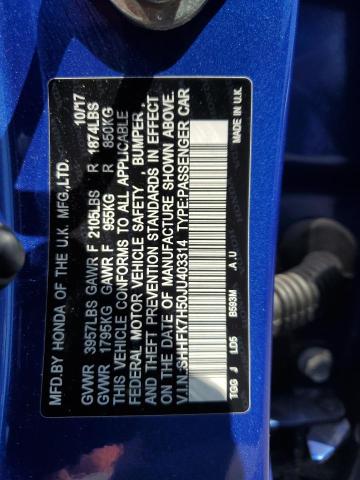 MFD.BY HONDA OF THE U.K. MFG.,LTD. 10/17
GVWR 3957LBS GAWR F 2105LBS R 1874LBS
GVWR 1795KG GAWR F 955KG R 850KG
THIS VEHICLE CONFORMS TO ALL APPLICABLE
FEDERAL MOTOR VEHICLE SAFETY , BUMPER,
AND THEFT PREVENTION STANDARDS IN EFFECT
ON THE DATE OF MANUFACTURE SHOWN ABOVE.
V.I.N.:SHHFK7H50JU403314 TYPE:PASSENGER CAR
TGG J LD5 B593M .A.U MADE IN U.K.